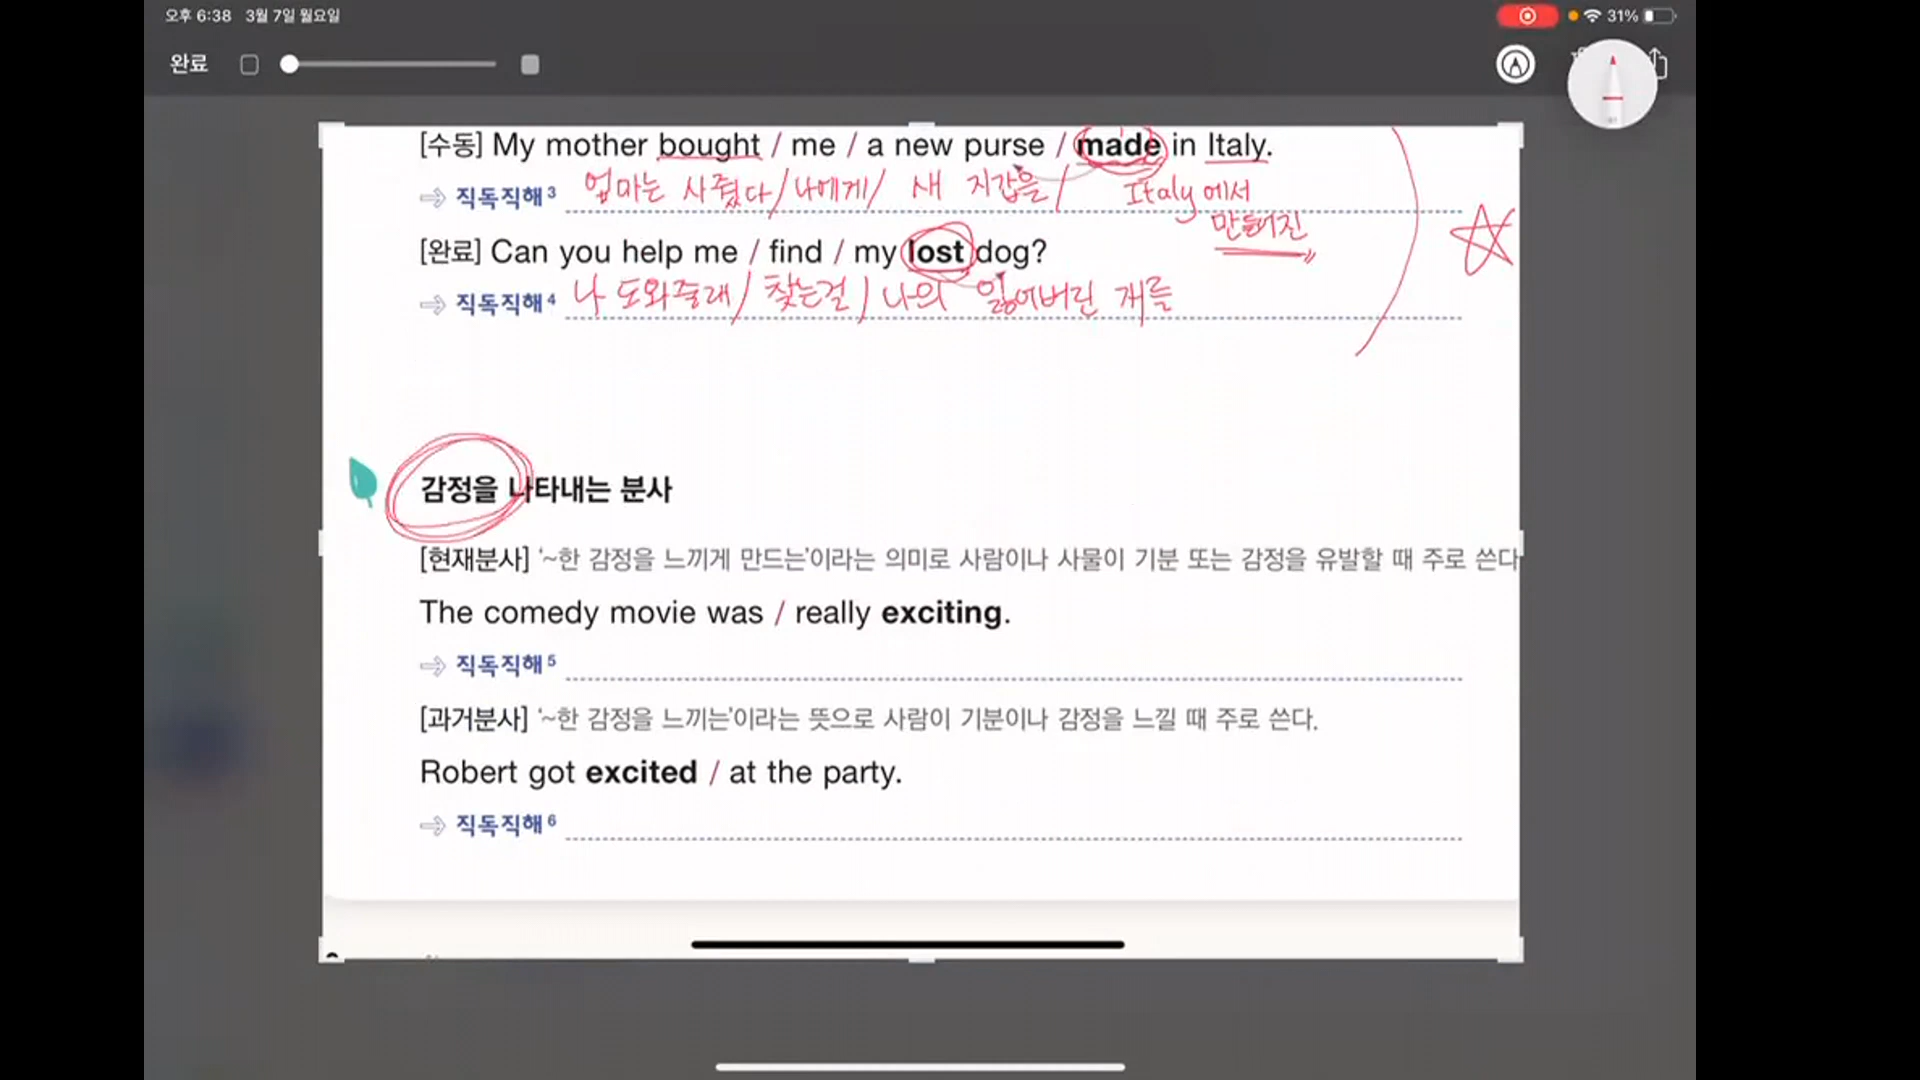 오후 6:38 3월 7일 월요일
31%
완료
[수동] My mother bought / me / a new purse / made in Italy.
⇨ 직독직해 3 엄마는 사줬다/나에게/ 새 지갑을/ Italy에서
만들어진
[완료] Can you help me / find / my lost dog?
⇨ 직독직해 4 나 도와줄래/ 찾는걸/ 나의 잃어버린 개를
감정을 나타내는 분사
[현재분사] ‘~한 감정을 느끼게 만드는’이라는 의미로 사람이나 사물이 기분 또는 감정을 유발할 때 주로 쓴다
The comedy movie was / really exciting.
⇨ 직독직해 5
[과거분사] ‘~한 감정을 느끼는’이라는 뜻으로 사람이 기분이나 감정을 느낄 때 주로 쓴다.
Robert got excited / at the party.
⇨ 직독직해 6